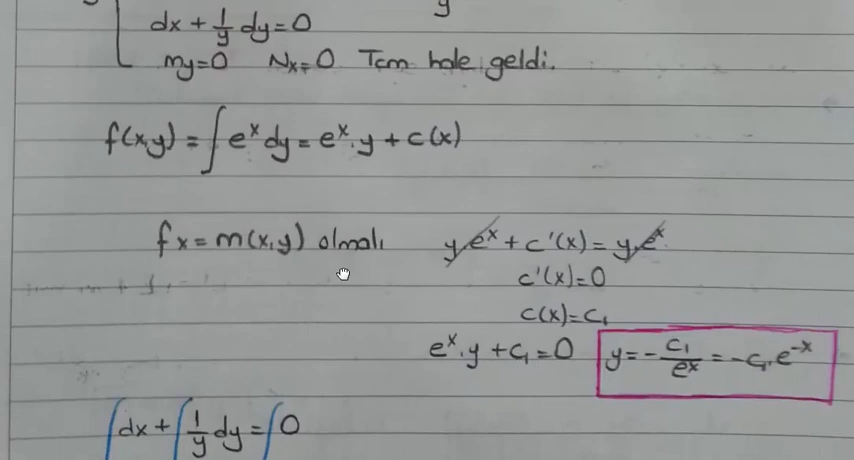 dx + 1/y dy = 0
My=0 Nx=0 Tam hale geldi.
f(x,y) = ∫ e^x dy = e^x . y + c(x)
fx = m(x,y) olmalı y e^x + c'(x) = y e^x
c'(x) = 0
c(x) = c₁
e^x . y + c₁ = 0 y = - c₁/e^x = -c₁ . e^-x
∫dx + ∫ 1/y dy = ∫0